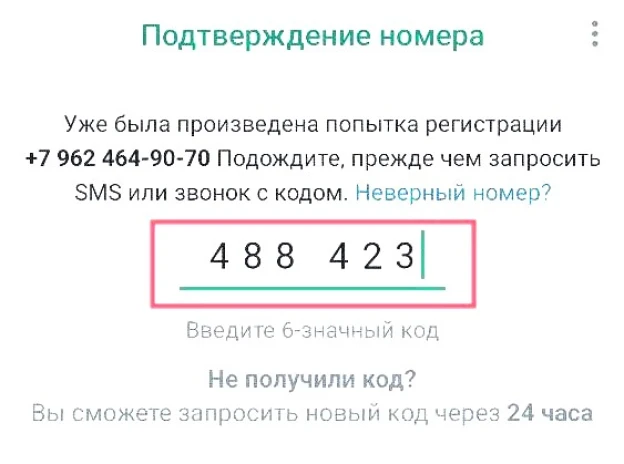 Подтверждение номера
Уже была произведена попытка регистрации
+7 962 464-90-70 Подождите, прежде чем запросить
SMS или звонок с кодом. Неверный номер?
488 423
Введите 6-значный код
Не получили код?
Вы сможете запросить новый код через 24 часа